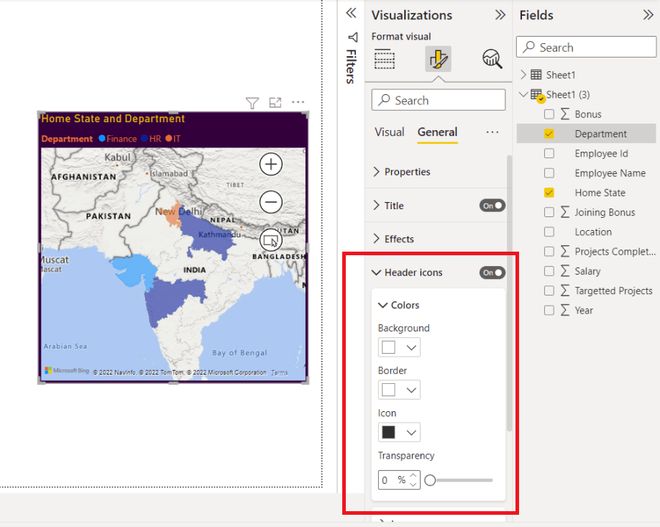 Visualizations
Format visual
Search
Visual
General
Properties
Title
On
Effects
Header icons
On
Colors
Background
Border
Icon
Transparency
0 %
Filters
Fields
Search
Sheet1
Sheet1 (3)
Bonus
Department
Employee Id
Employee Name
Home State
Joining Bonus
Location
Projects Complet...
Salary
Targetted Projects
Year
Home State and Department
Department Finance HR IT
Kabul
Islamabad
AFGHANISTAN
TIBET
New Delhi
PAKISTAN
NEPAL
Kathmandu
Muscat
Mascat
BANGLADESH
INDIA
Arabian Sea
Bay of Bengal
Microsoft Bing © 2022 NavInfo, © 2022 TomTom, © 2022 Microsoft Corporation Terms